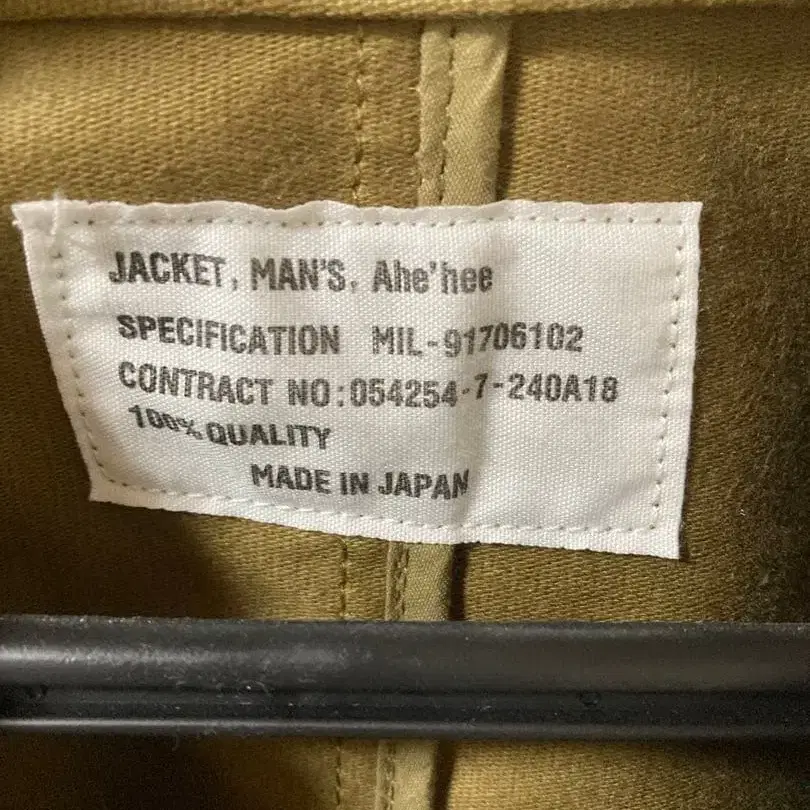 JACKET, MAN'S, Ahe'hee
SPECIFICATION MIL-91706102
CONTRACT NO:054254-7-240A18
100% QUALITY
MADE IN JAPAN